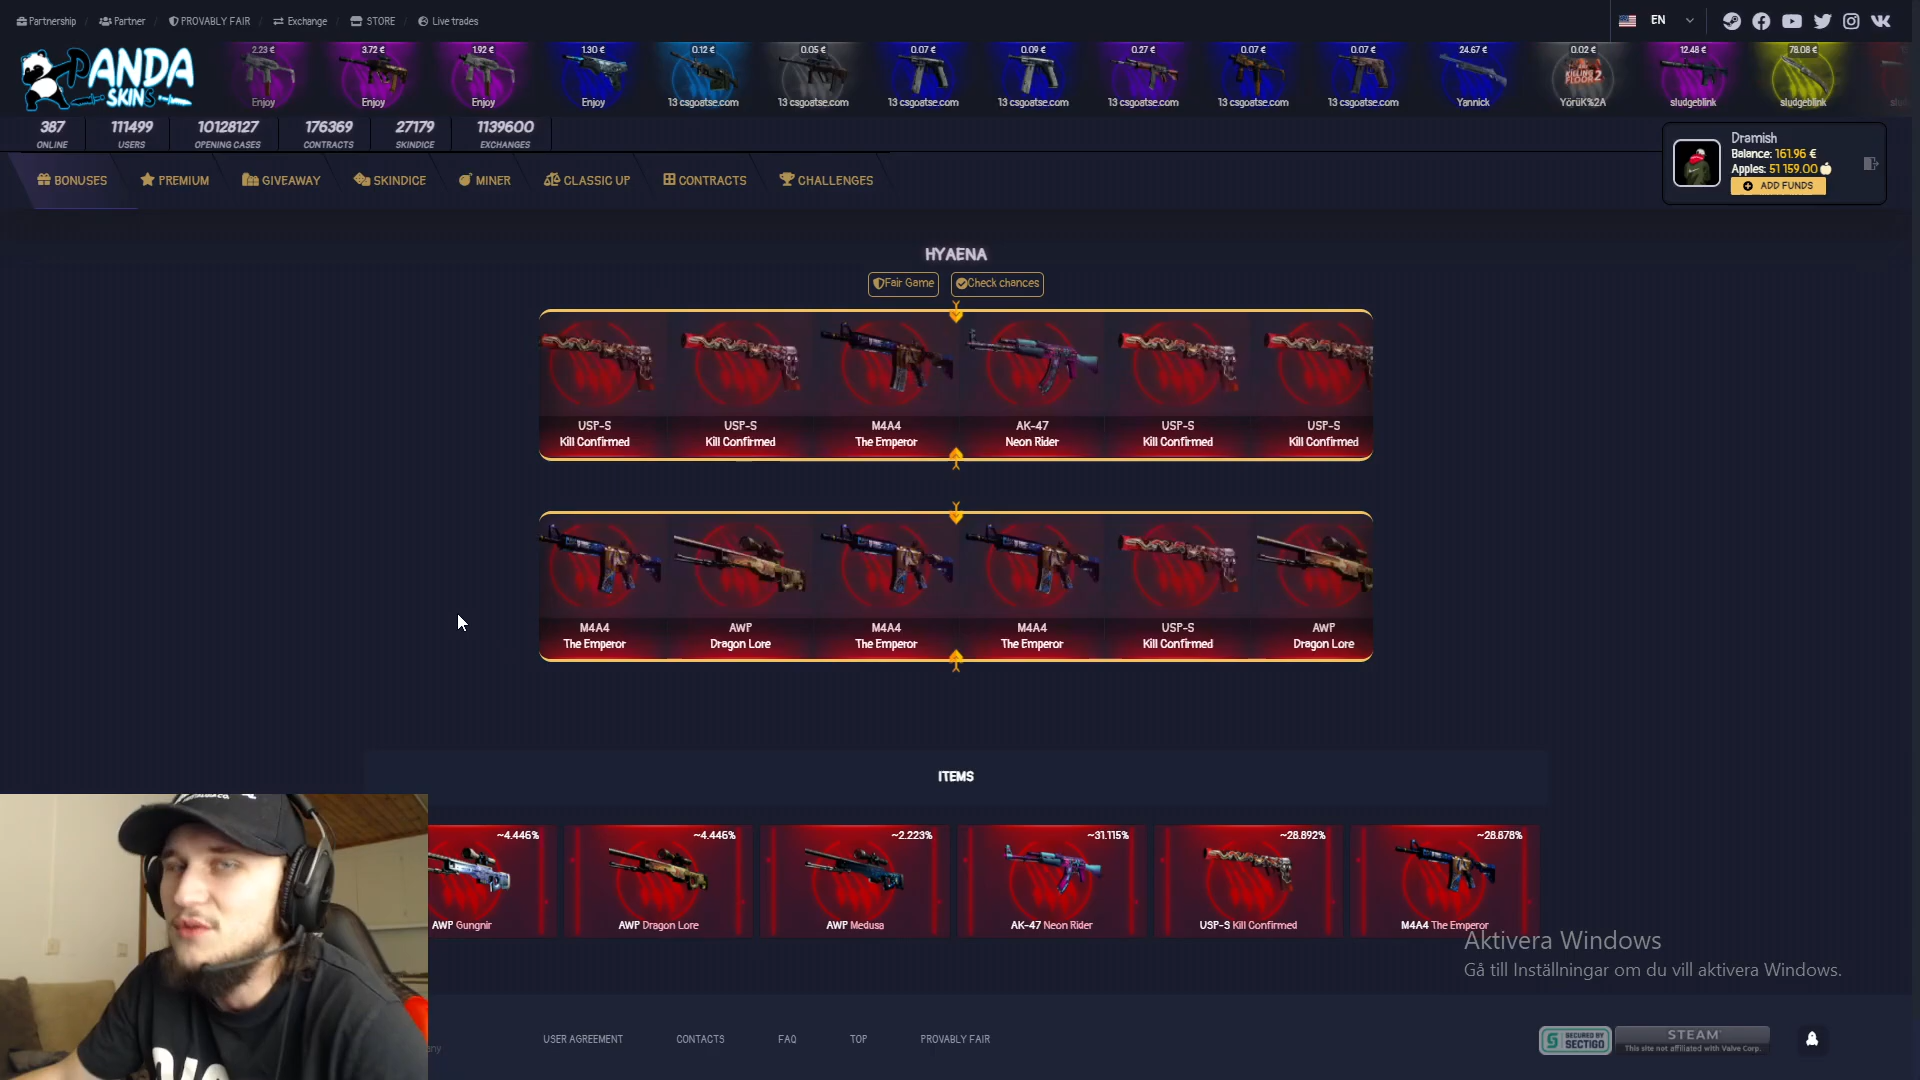 Partnership / Partner / PROVABLY FAIR / Exchange / STORE / Live trades
EN
PANDA
SKINS
2.23 € 3.72 € 1.92 € 1.30 € 0.12 € 0.05 € 0.07 € 0.09 € 0.27 € 0.07 € 0.07 € 24.67 € 0.02 € 12.48 € 78.08 €
KILLING
FLOOR 2
Enjoy Enjoy Enjoy Enjoy 13 csgoatse.com 13 csgoatse.com 13 csgoatse.com 13 csgoatse.com 13 csgoatse.com 13 csgoatse.com 13 csgoatse.com Yannick YörüK%2A sludgeblink sludgeblink
387 111499 10128127 176369 27179 1139600
ONLINE USERS OPENING CASES CONTRACTS SKINDICE EXCHANGES
Dramish
Balance: 161.96 €
Apples: 51 159.00
ADD FUNDS
BONUSES PREMIUM GIVEAWAY SKINDICE MINER CLASSIC UP CONTRACTS CHALLENGES
HYAENA
Fair Game Check chances
USP-S USP-S M4A4 AK-47 USP-S USP-S
Kill Confirmed Kill Confirmed The Emperor Neon Rider Kill Confirmed Kill Confirmed
M4A4 AWP M4A4 M4A4 USP-S AWP
The Emperor Dragon Lore The Emperor The Emperor Kill Confirmed Dragon Lore
ITEMS
~4.446% ~4.446% ~2.223% ~31.115% ~28.892% ~28.878%
AWP Gungnir AWP Dragon Lore AWP Medusa AK-47 Neon Rider USP-S Kill Confirmed M4A4 The Emperor
Aktivera Windows
Gå till Inställningar om du vill aktivera Windows.
USER AGREEMENT CONTACTS FAQ TOP PROVABLY FAIR
SECURED BY
SECTIGO
STEAM
This site not affiliated with Valve Corp.